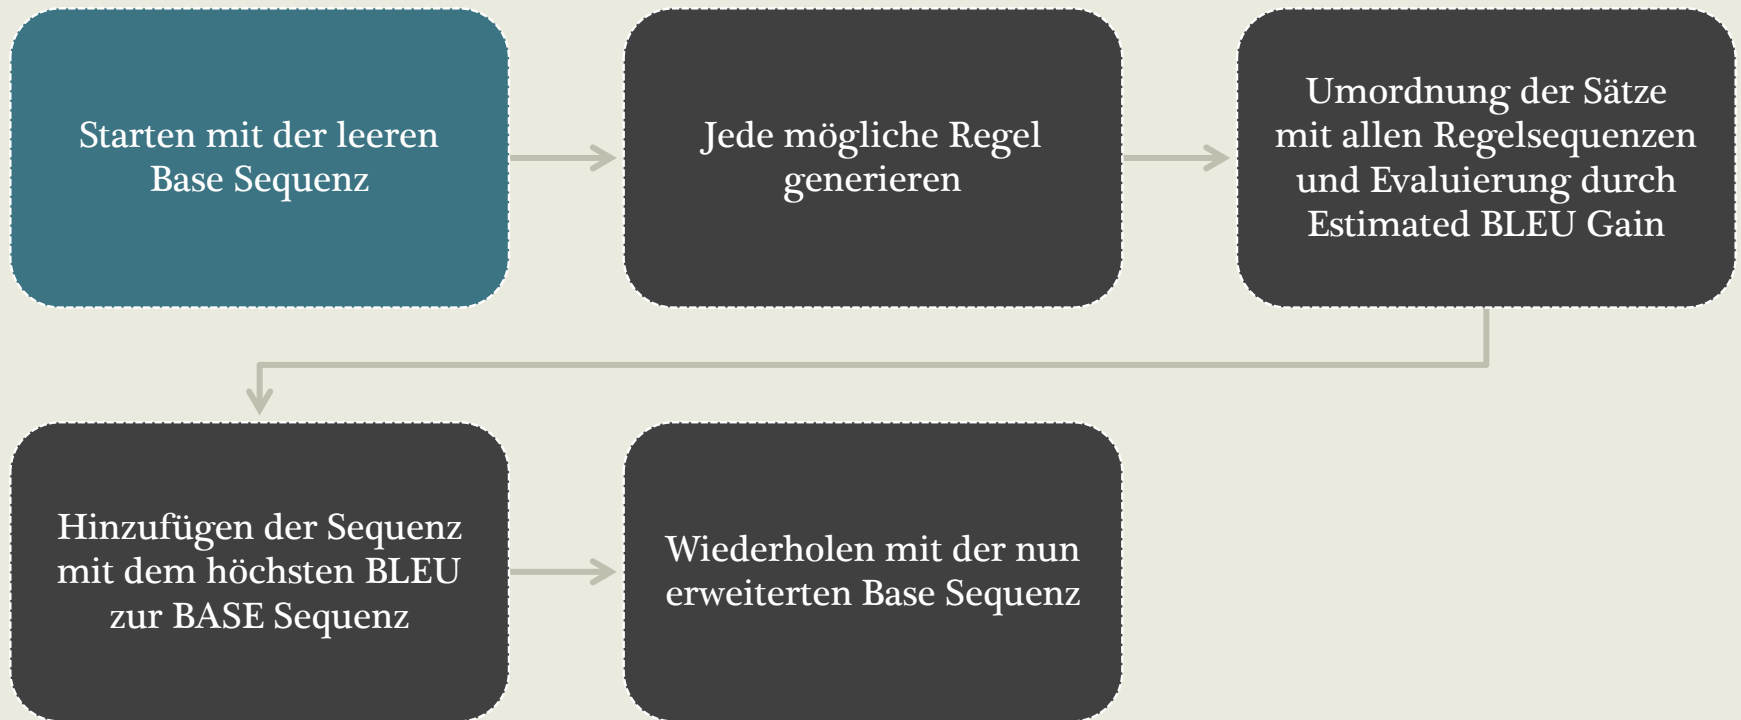 Starten mit der leeren
Base Sequenz
Jede mögliche Regel
generieren
Umordnung der Sätze
mit allen Regelsequenzen
und Evaluierung durch
Estimated BLEU Gain
Hinzufügen der Sequenz
mit dem höchsten BLEU
zur BASE Sequenz
Wiederholen mit der nun
erweiterten Base Sequenz